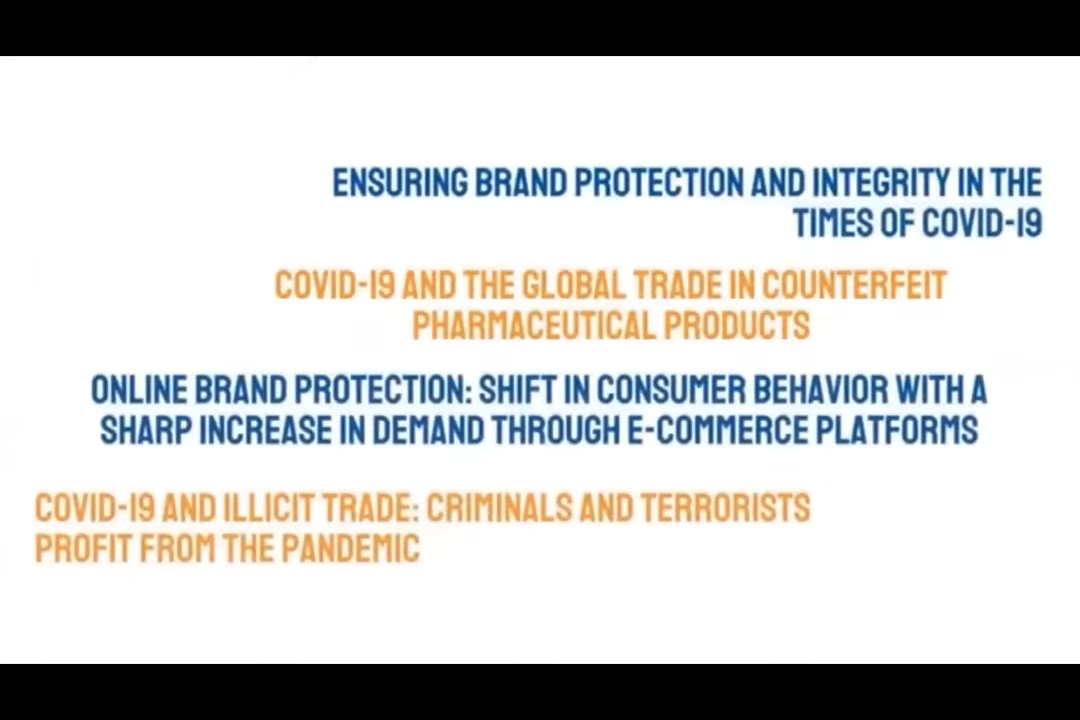 ENSURING BRAND PROTECTION AND INTEGRITY IN THE
TIMES OF COVID-19
COVID-19 AND THE GLOBAL TRADE IN COUNTERFEIT
PHARMACEUTICAL PRODUCTS
ONLINE BRAND PROTECTION: SHIFT IN CONSUMER BEHAVIOR WITH A
SHARP INCREASE IN DEMAND THROUGH E-COMMERCE PLATFORMS
COVID-19 AND ILLICIT TRADE: CRIMINALS AND TERRORISTS
PROFIT FROM THE PANDEMIC